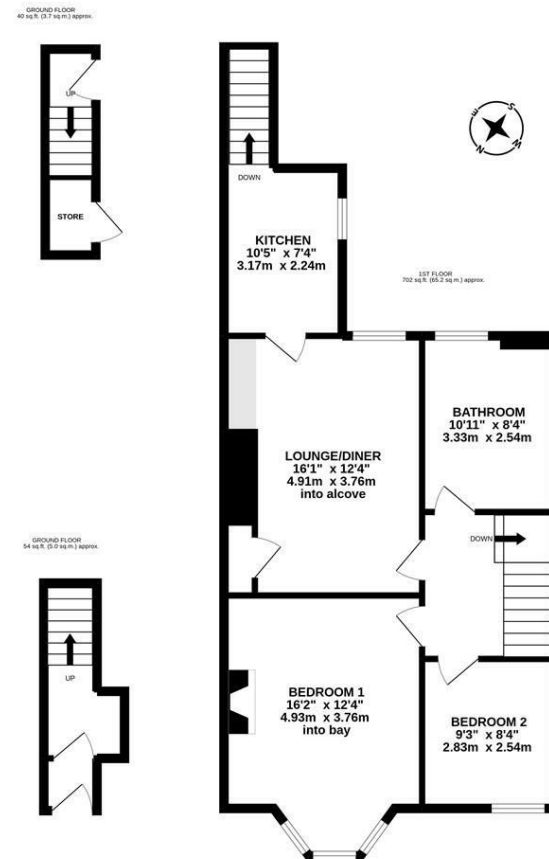 GROUND FLOOR
40 sq.ft. (3.7 sq.m.) approx.
UP
STORE
DOWN
KITCHEN
10'5" x 7'4"
3.17m x 2.24m
S
E
W
N
1ST FLOOR
702 sq.ft. (65.2 sq.m.) approx.
LOUNGE/DINER
16'1" x 12'4"
4.91m x 3.76m
into alcove
BATHROOM
10'11" x 8'4"
3.33m x 2.54m
DOWN
GROUND FLOOR
54 sq.ft. (5.0 sq.m.) approx.
UP
BEDROOM 1
16'2" x 12'4"
4.93m x 3.76m
into bay
BEDROOM 2
9'3" x 8'4"
2.83m x 2.54m